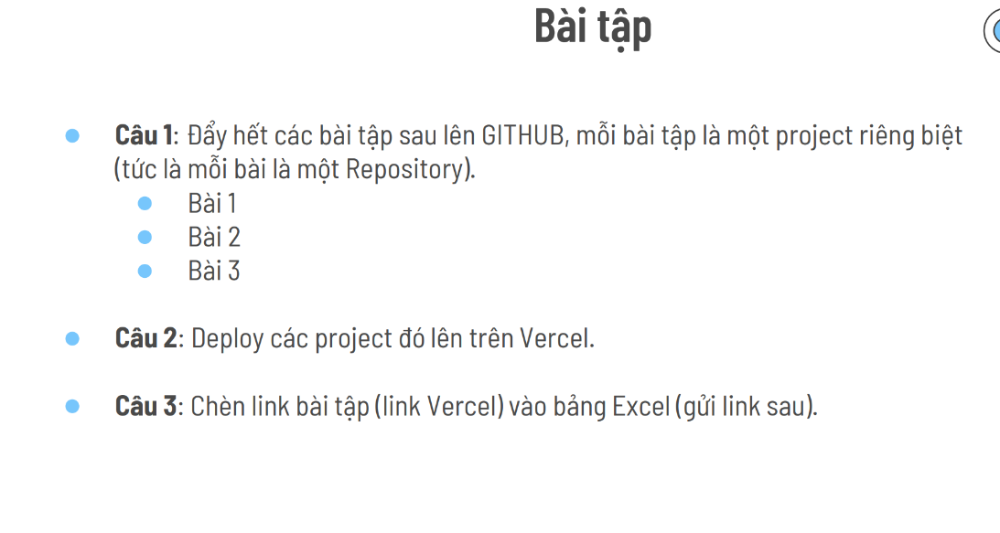 Bài tập
Câu 1: Đẩy hết các bài tập sau lên GITHUB, mỗi bài tập là một project riêng biệt
(tức là mỗi bài là một Repository).
Bài 1
Bài 2
Bài 3
Câu 2: Deploy các project đó lên trên Vercel.
Câu 3: Chèn link bài tập (link Vercel) vào bảng Excel (gửi link sau).